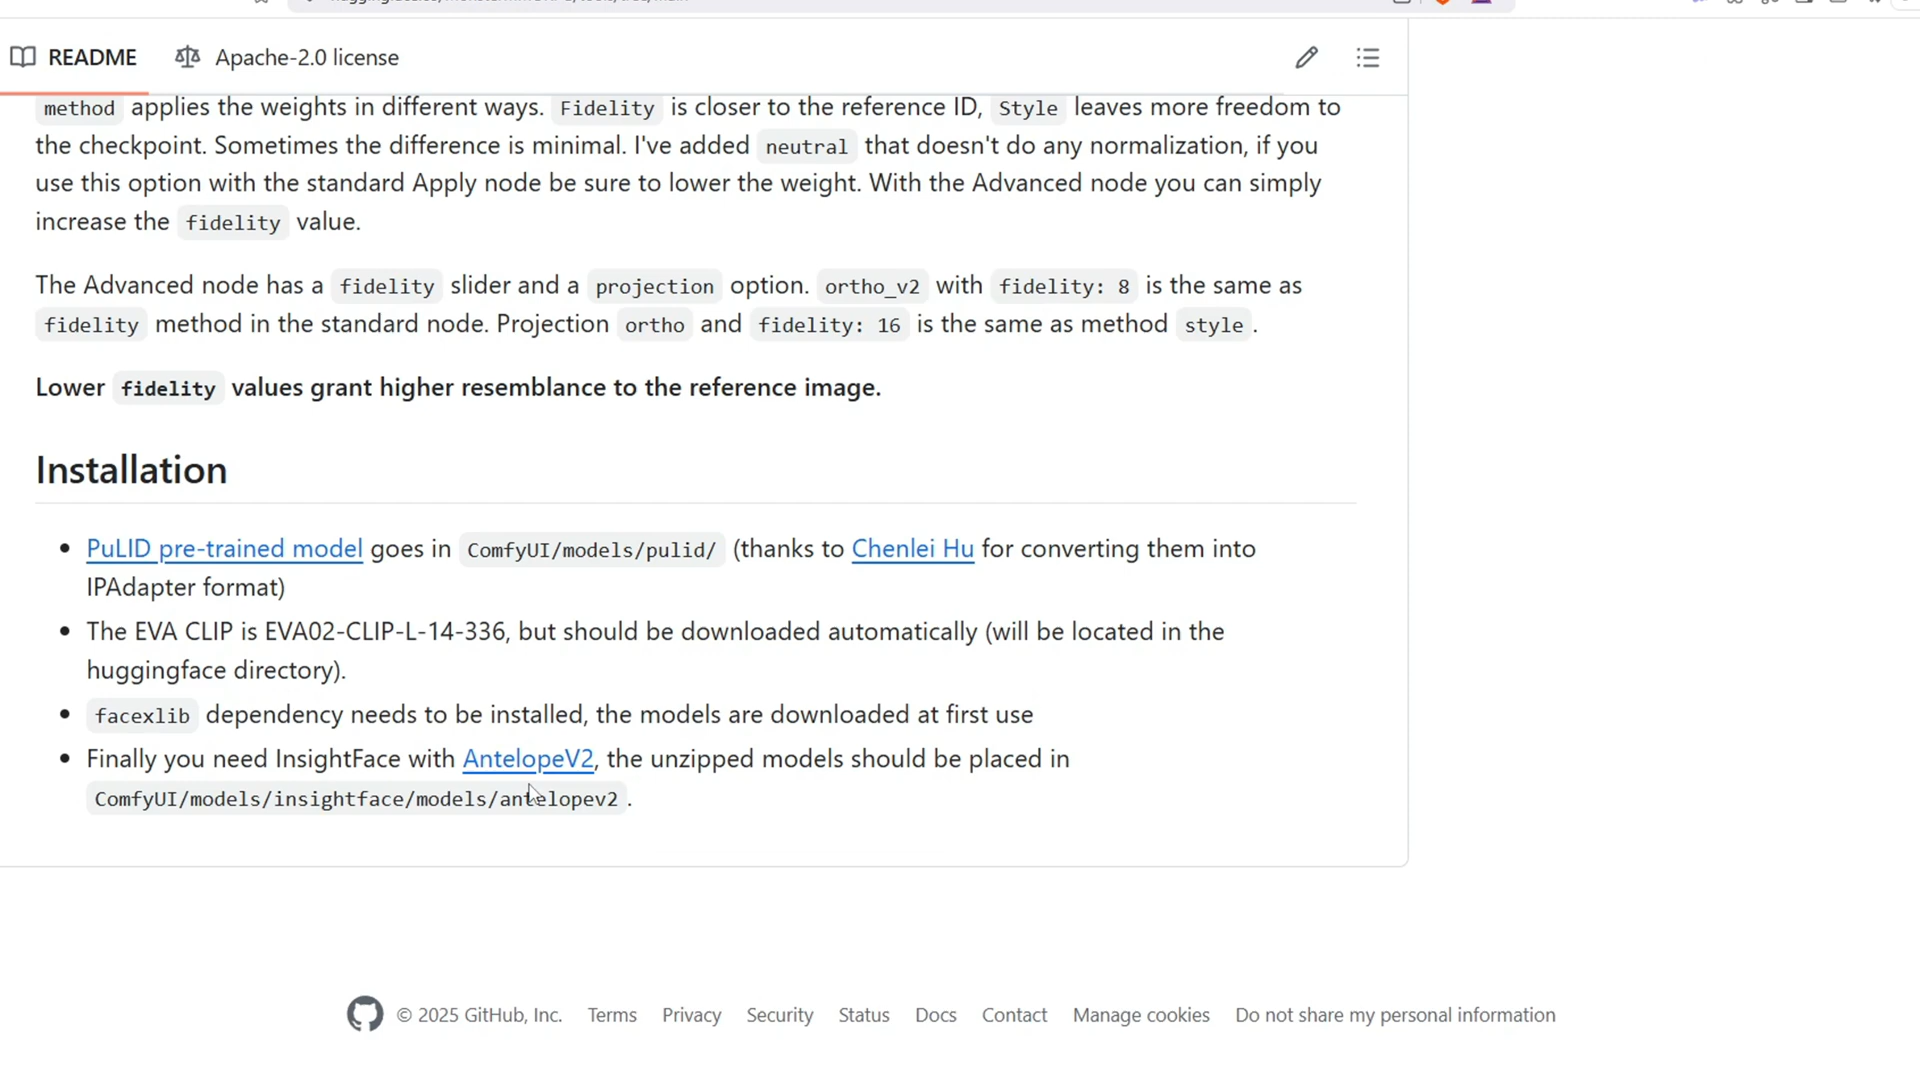 README Apache-2.0 license
method applies the weights in different ways. Fidelity is closer to the reference ID, Style leaves more freedom to
the checkpoint. Sometimes the difference is minimal. I've added neutral that doesn't do any normalization, if you
use this option with the standard Apply node be sure to lower the weight. With the Advanced node you can simply
increase the fidelity value.
The Advanced node has a fidelity slider and a projection option. ortho_v2 with fidelity: 8 is the same as
fidelity method in the standard node. Projection ortho and fidelity: 16 is the same as method style.
Lower fidelity values grant higher resemblance to the reference image.
Installation
• PuLID pre-trained model goes in ComfyUI/models/pulid/ (thanks to Chenlei Hu for converting them into
IPAdapter format)
• The EVA CLIP is EVA02-CLIP-L-14-336, but should be downloaded automatically (will be located in the
huggingface directory).
• facexlib dependency needs to be installed, the models are downloaded at first use
• Finally you need InsightFace with AntelopeV2, the unzipped models should be placed in
ComfyUI/models/insightface/models/antelopev2.
© 2025 GitHub, Inc. Terms Privacy Security Status Docs Contact Manage cookies Do not share my personal information